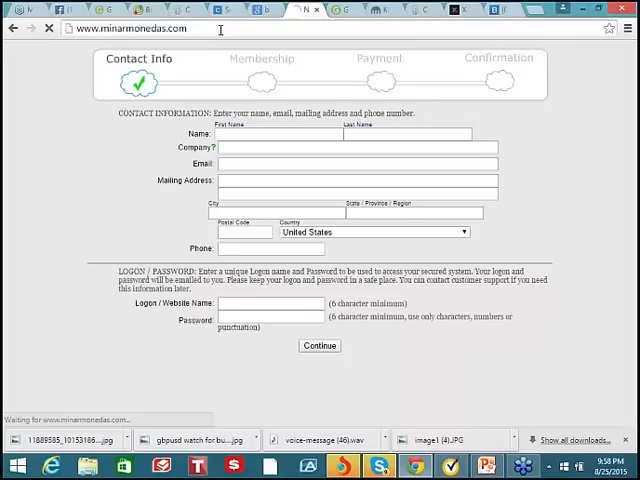 www.minarmonedas.com
Contact Info Membership Payment Confirmation
CONTACT INFORMATION: Enter your name, email, mailing address and phone number.
First Name Last Name
Name:
Company?
Email:
Mailing Address:
City State / Province / Region
Postal Code Country
United States
Phone:
LOGON / PASSWORD: Enter a unique Logon name and Password to be used to access your secured system. Your logon and
password will be emailed to you. Please keep your logon and password in a safe place. You can contact customer support if you need
this information later.
Logon / Website Name: (6 character minimum)
Password: (6 character minimum, use only characters, numbers or
punctuation)
Continue
Waiting for www.minarmonedas.com...
11889585_10153186....jpg gbpusd watch for bu....jpg voice-message (46).wav image1 (4).JPG Show all downloads...
9:58 PM
8/25/2015